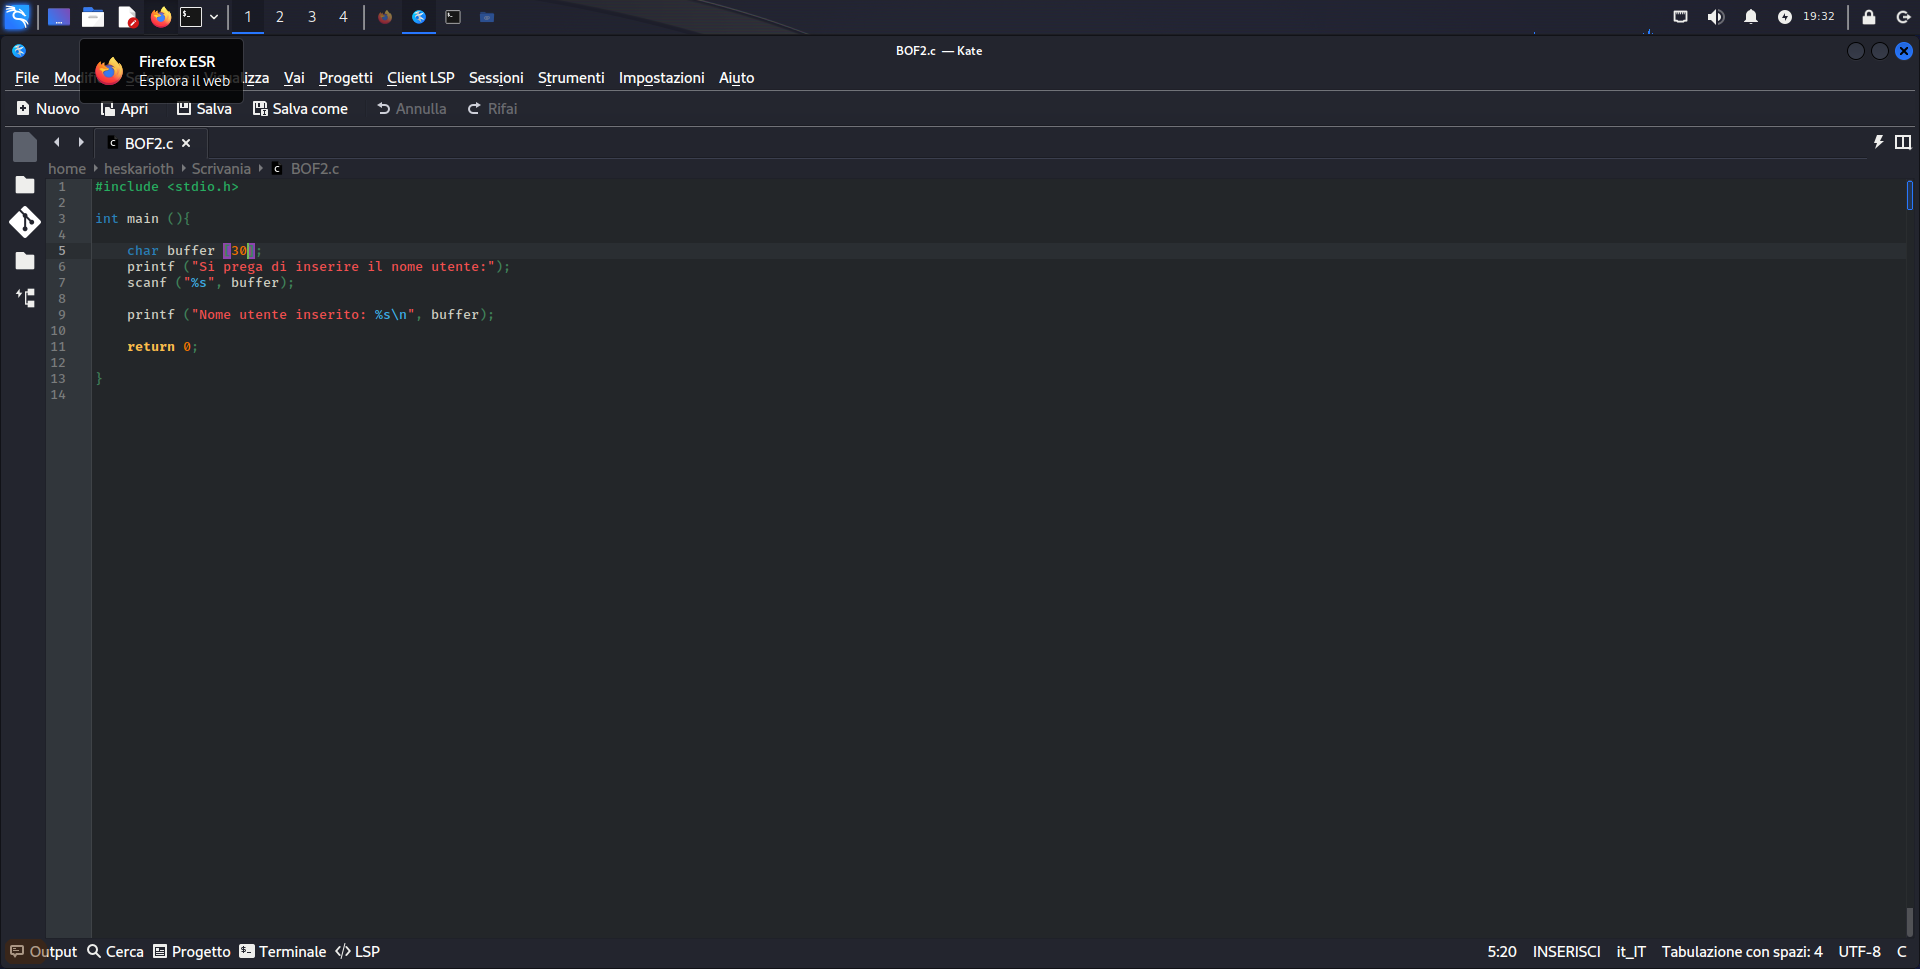 1 2 3 4 19:32
BOF2.c — Kate
Firefox ESR
Esplora il web
File Vai Progetti Client LSP Sessioni Strumenti Impostazioni Aiuto
Nuovo Apri Salva Salva come Annulla Rifai
BOF2.c
home heskarioth Scrivania BOF2.c
1 #include <stdio.h>
2
3 int main (){
4
5 char buffer [30];
6 printf ("Si prega di inserire il nome utente:");
7 scanf ("%s", buffer);
8
9 printf ("Nome utente inserito: %s\n", buffer);
10
11 return 0;
12
13 }
14
Output Cerca Progetto Terminale LSP 5:20 INSERISCI it_IT Tabulazione con spazi: 4 UTF-8 C